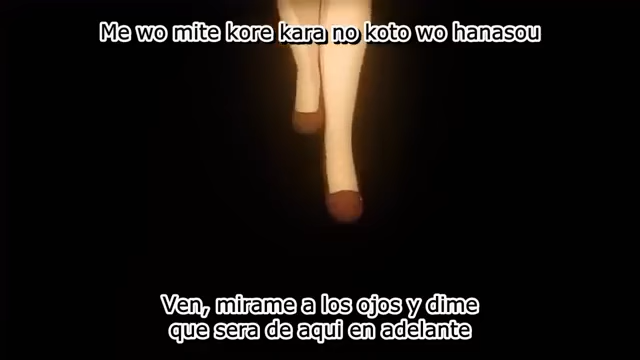 Me wo mite kore kara no koto wo hanasou
Ven, mirame a los ojos y dime
que sera de aqui en adelante